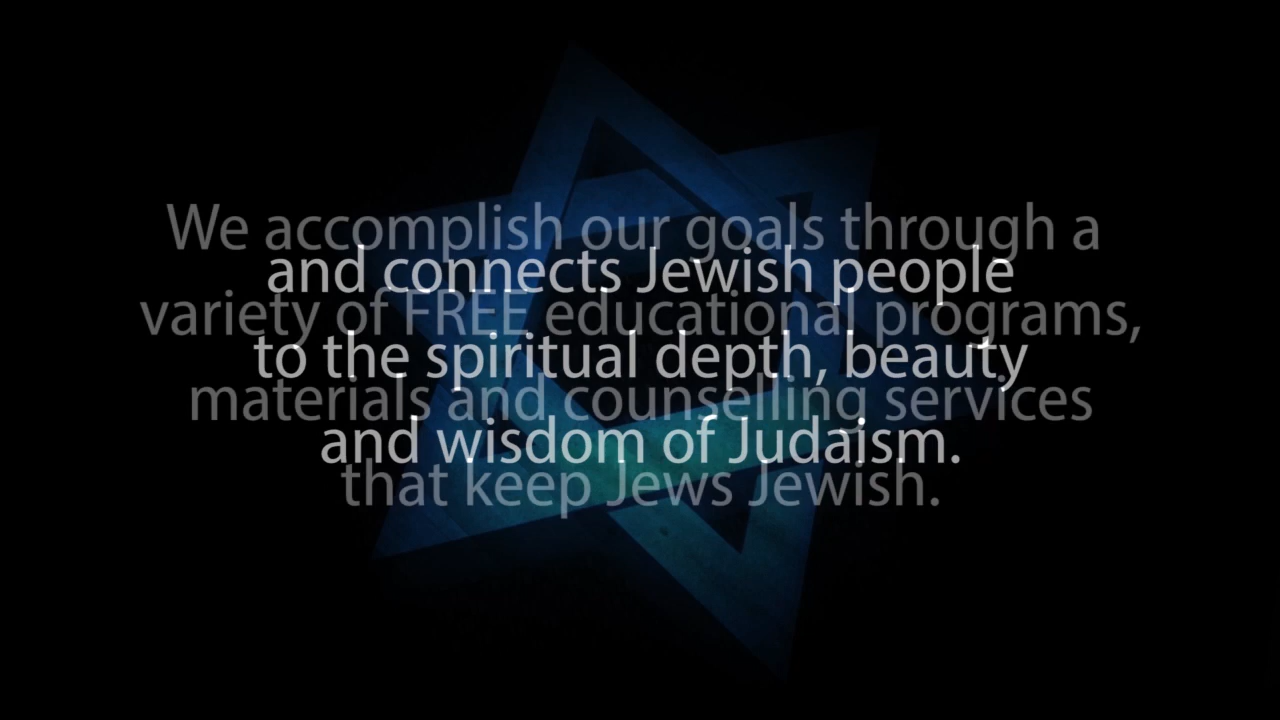 We accomplish our goals through a
and connects Jewish people
variety of FREE educational programs,
to the spiritual depth, beauty
materials and counselling services
and wisdom of Judaism.
that keep Jews Jewish.